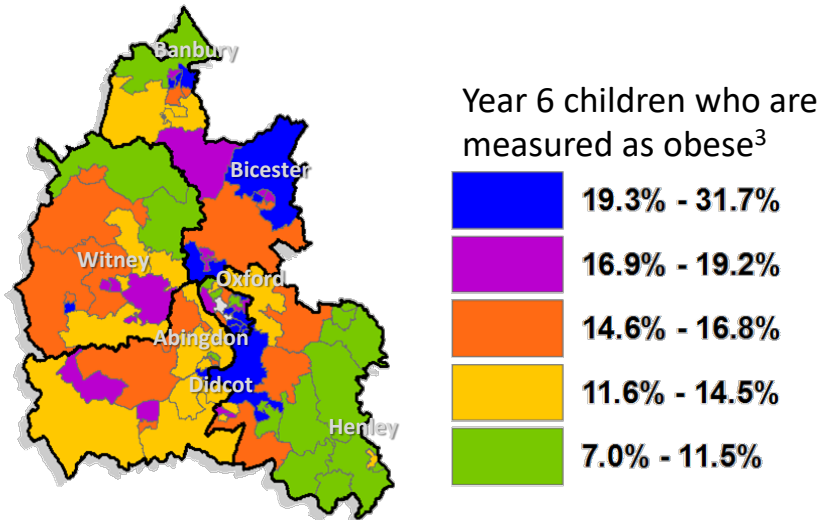 Banbury
Bicester
Witney
Oxford
Abingdon
Didcot
Henley
Year 6 children who are
measured as obese³
19.3% - 31.7%
16.9% - 19.2%
14.6% - 16.8%
11.6% - 14.5%
7.0% - 11.5%